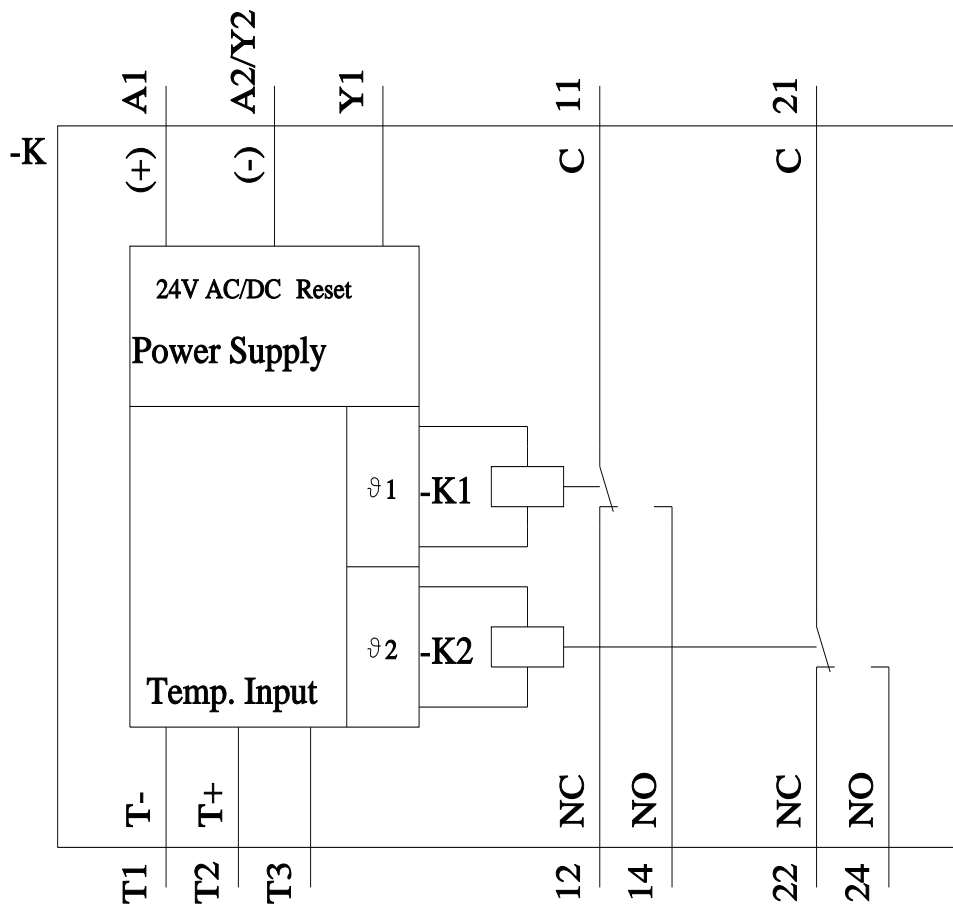 A1
A2/Y2
Y1
11
21
-K
(+)
(-)
C
C
24V AC/DC Reset
Power Supply
ϑ1
-K1
ϑ2
-K2
Temp. Input
T-
T+
NC
NO
NC
NO
T1
T2
T3
12
14
22
24